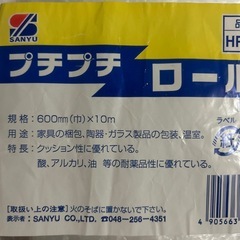 SANYU
プチプチ
ロール
品
HP
規格：600mm（巾）×10m
用途：家具の梱包、陶器・ガラス製品の包装、温室。
特長：クッション性に優れている。
酸、アルカリ、油 等の耐薬品性に優れている。
ラベル
［取扱い上の注意］火のそばに置かないで下さい。
表示者：SANYU CO.,LTD. ☎048-256-4351
4 905663